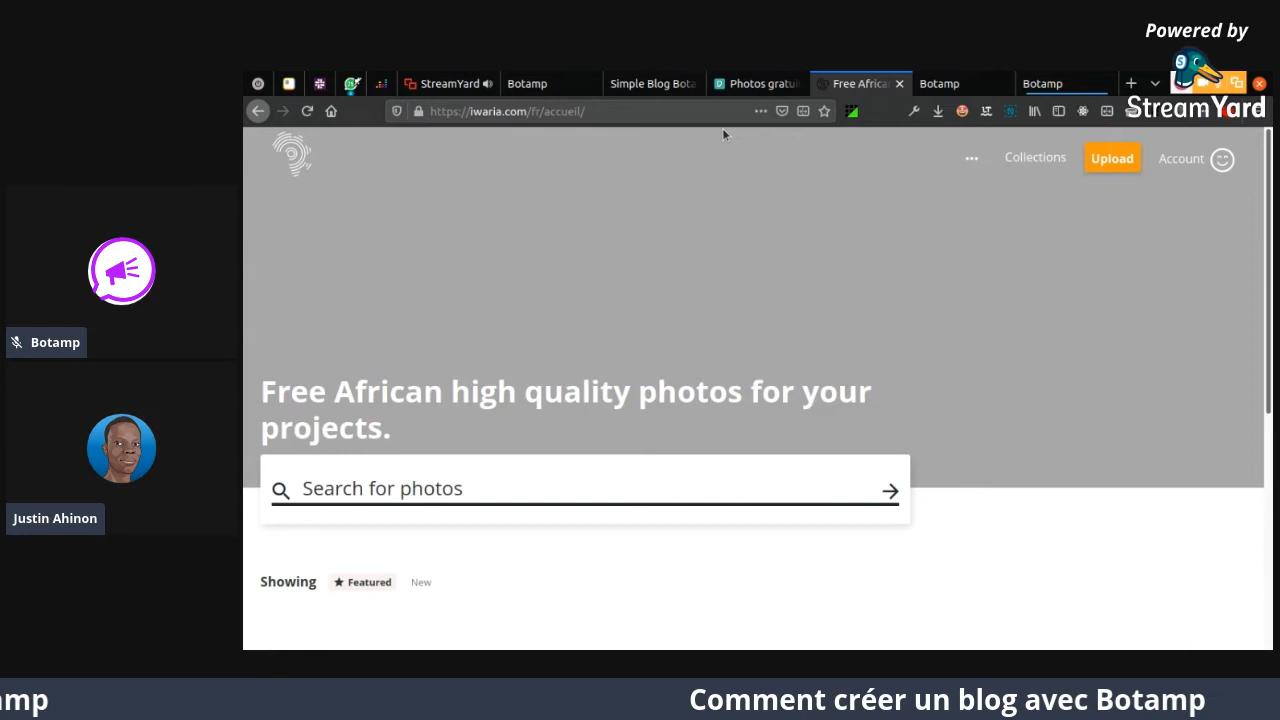 Powered by
StreamYard
StreamYard
Botamp
Simple Blog Bota
Photos gratui
Free Africa
Botamp
Botamp
https://iwaria.com/fr/accueil/
Collections
Upload
Account
Free African high quality photos for your
projects.
Search for photos
Showing
Featured
New
Botamp
Justin Ahinon
amp
Comment créer un blog avec Botamp